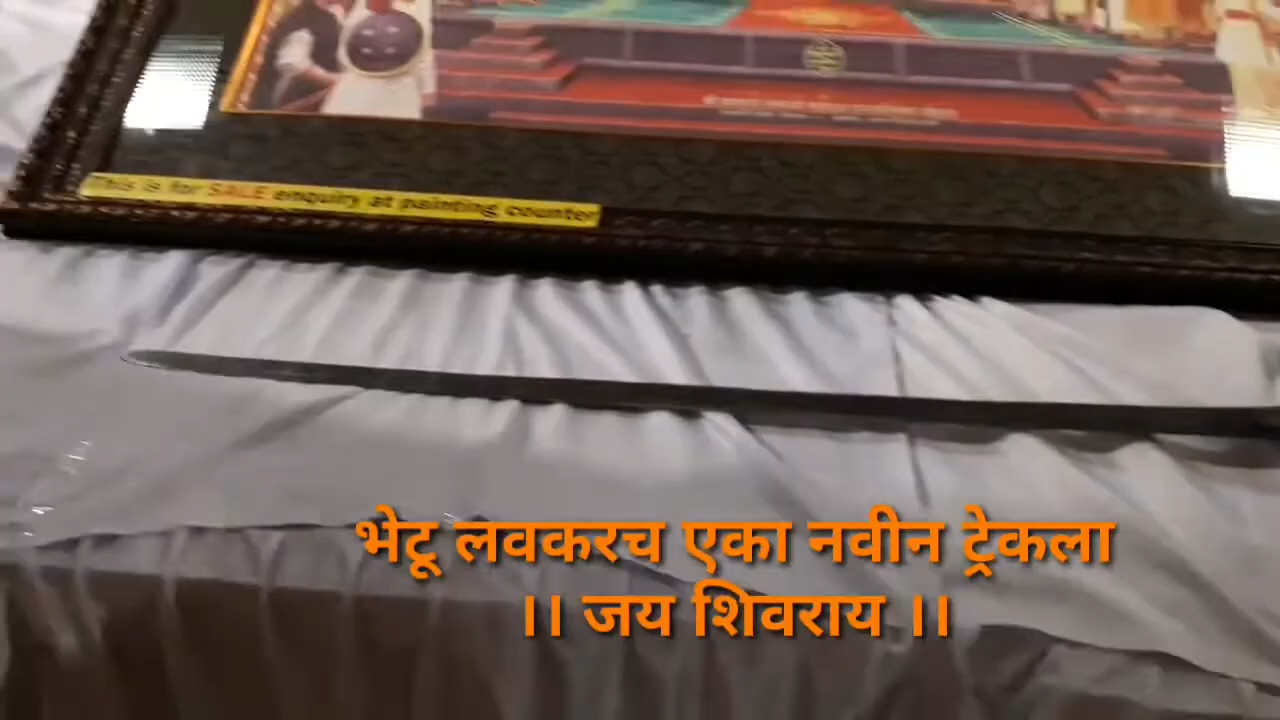 This is for SALE enquiry at painting counter
भेटू लवकरच एका नवीन ट्रेकला
।। जय शिवराय ।।